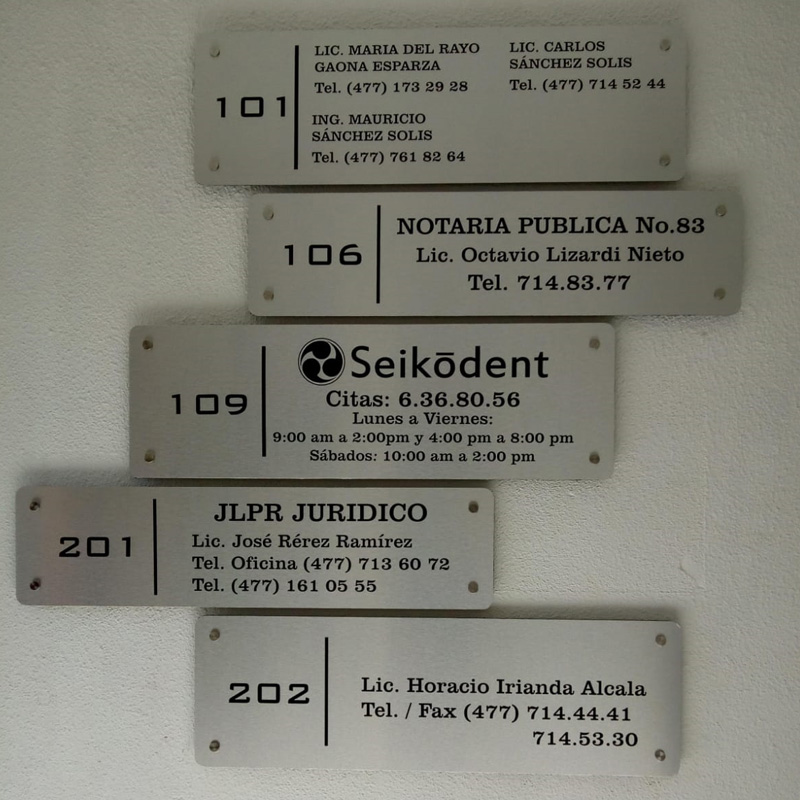 101
LIC. MARIA DEL RAYO
GAONA ESPARZA
Tel. (477) 173 29 28
LIC. CARLOS
SÁNCHEZ SOLIS
Tel. (477) 714 52 44
ING. MAURICIO
SÁNCHEZ SOLIS
Tel. (477) 761 82 64
106
NOTARIA PUBLICA No.83
Lic. Octavio Lizardi Nieto
Tel. 714.83.77
109
Seikōdent
Citas: 6.36.80.56
Lunes a Viernes:
9:00 am a 2:00pm y 4:00 pm a 8:00 pm
Sábados: 10:00 am a 2:00 pm
201
JLPR JURIDICO
Lic. José Rérez Ramírez
Tel. Oficina (477) 713 60 72
Tel. (477) 161 05 55
202
Lic. Horacio Irianda Alcala
Tel. / Fax (477) 714.44.41
714.53.30